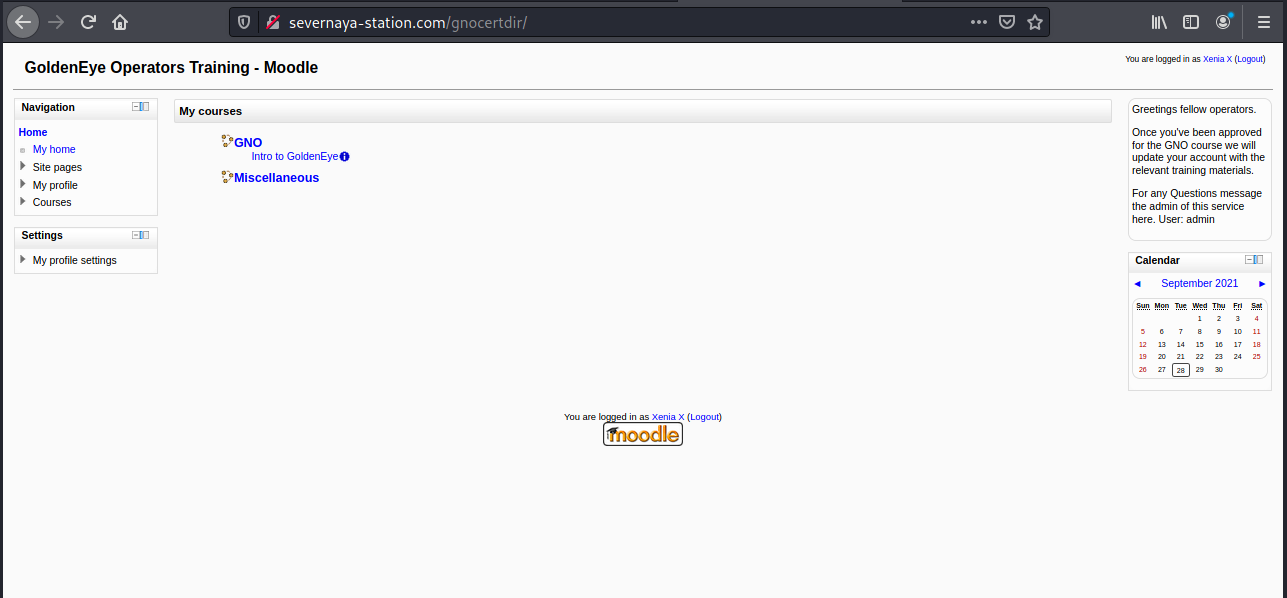 severnaya-station.com/gnocertdir/
GoldenEye Operators Training - Moodle
You are logged in as Xenia X (Logout)
Navigation
Home
My home
Site pages
My profile
Courses
Settings
My profile settings
My courses
GNO
Intro to GoldenEye
Miscellaneous
Greetings fellow operators.
Once you've been approved
for the GNO course we will
update your account with the
relevant training materials.
For any Questions message
the admin of this service
here. User: admin
Calendar
◄ September 2021 ►
Sun Mon Tue Wed Thu Fri Sat
1 2 3 4
5 6 7 8 9 10 11
12 13 14 15 16 17 18
19 20 21 22 23 24 25
26 27 28 29 30
You are logged in as Xenia X (Logout)
moodle